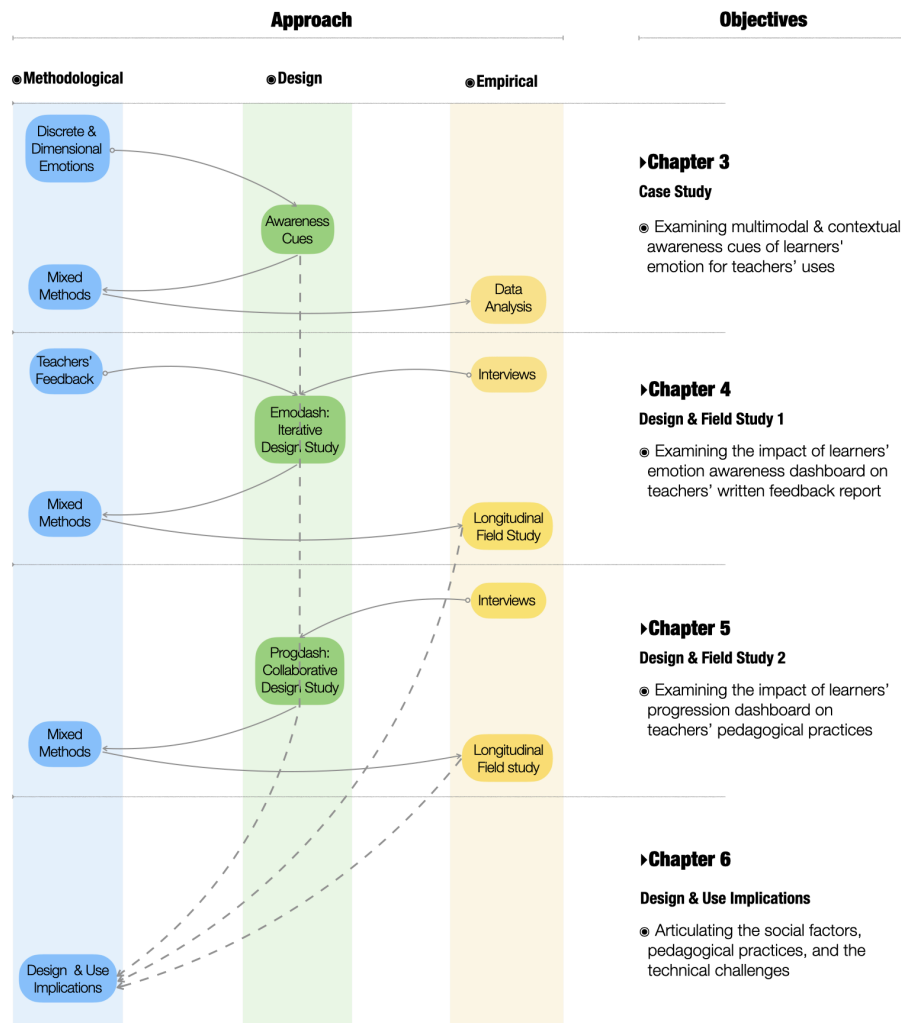 Approach
Objectives
◉Methodological
◉Design
◉Empirical
Discrete &
Dimensional
Emotions
Awareness
Cues
Mixed
Methods
Data
Analysis
Chapter 3
Case Study
◉ Examining multimodal & contextual
awareness cues of learners'
emotion for teachers’ uses
Teachers’
Feedback
Interviews
Emodash:
Iterative
Design Study
Mixed
Methods
Longitudinal
Field Study
Chapter 4
Design & Field Study 1
◉ Examining the impact of learners’
emotion awareness dashboard on
teachers’ written feedback report
Interviews
Progdash:
Collaborative
Design Study
Mixed
Methods
Longitudinal
Field study
Chapter 5
Design & Field Study 2
◉ Examining the impact of learners’
progression dashboard on
teachers’ pedagogical practices
Design & Use
Implications
Chapter 6
Design & Use Implications
◉ Articulating the social factors,
pedagogical practices, and the
technical challenges